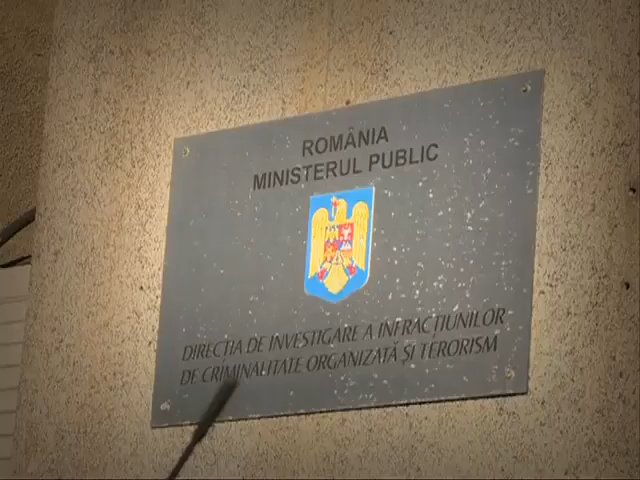 ROMÂNIA
MINISTERUL PUBLIC
DIRECȚIA DE INVESTIGARE A INFRACȚIUNILOR
DE CRIMINALITATE ORGANIZATĂ ȘI TERORISM